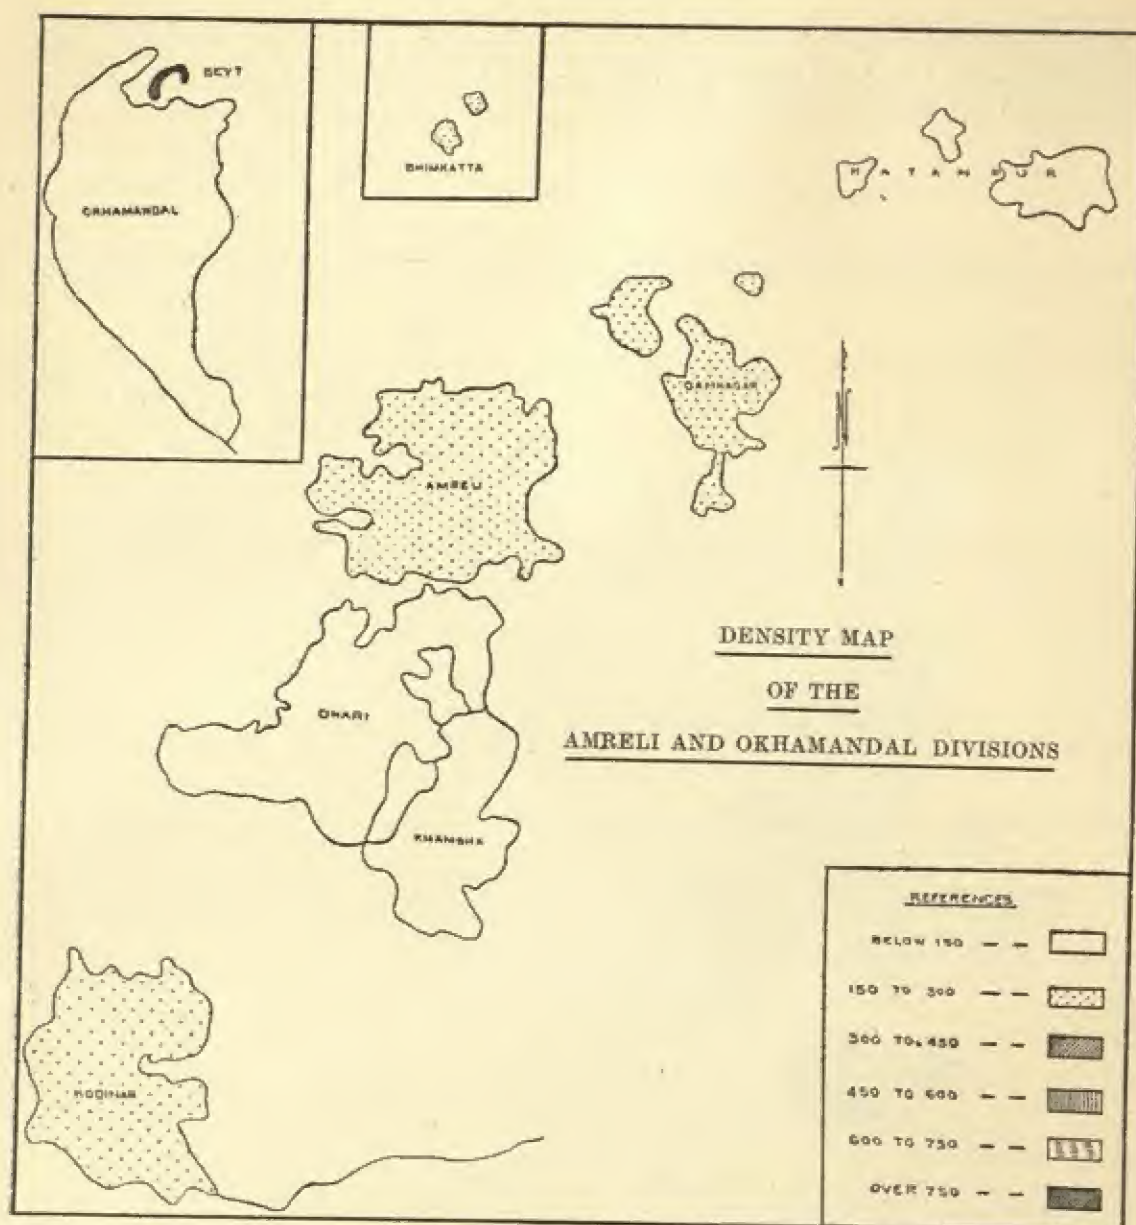 BEYT
OKHAMANDAL
BHIMKATTA
RATANPUR
DAMNAGAR
AMRELI
DENSITY MAP
OF THE
AMRELI AND OKHAMANDAL DIVISIONS
DHARI
KHAMBHA
KODINAR
REFERENCES
BELOW 150 — —
150 TO 300 — —
300 TO 450 — —
450 TO 600 — —
600 TO 750 — —
OVER 750 — —